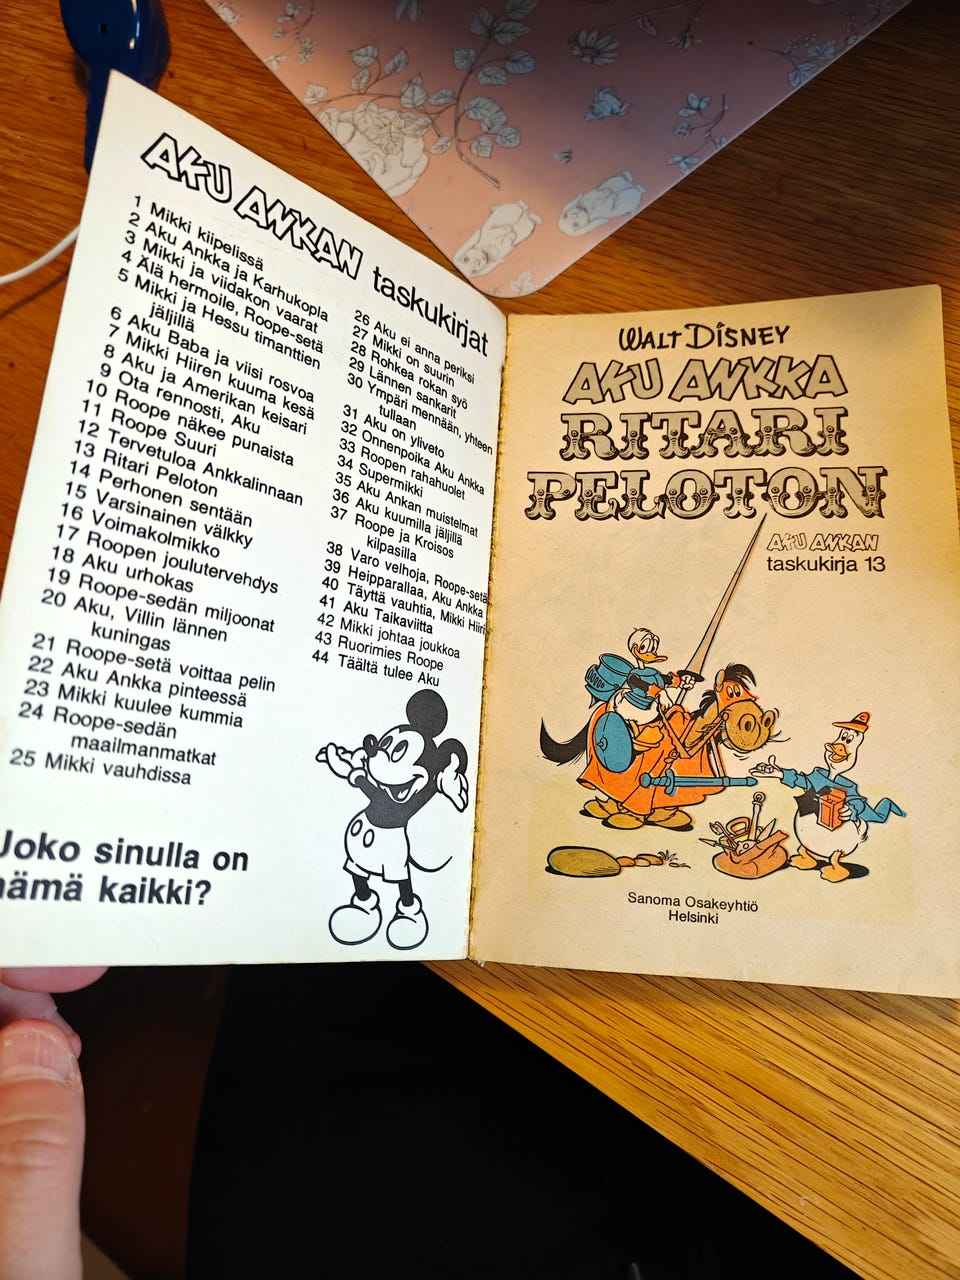 AKU ANKAN taskukirjat
1 Mikki kiipelissä
2 Aku Ankka ja Karhukopla
3 Mikki ja viidakon vaarat
4 Älä hermoile, Roope-setä
5 Mikki ja Hessu timanttien
jäljillä
6 Aku Baba ja viisi rosvoa
7 Mikki Hiiren kuuma kesä
8 Aku ja Amerikan keisari
9 Ota rennosti, Aku
10 Roope näkee punaista
11 Roope Suuri
12 Tervetuloa Ankkalinnaan
13 Ritari Peloton
14 Perhonen sentään
15 Varsinainen välkky
16 Voimakolmikko
17 Roopen joulutervehdys
18 Aku urhokas
19 Roope-sedän miljoonat
20 Aku, Villin lännen
kuningas
21 Roope-setä voittaa pelin
22 Aku Ankka pinteessä
23 Mikki kuulee kummia
24 Roope-sedän
maailmanmatkat
25 Mikki vauhdissa
26 Aku ei anna periksi
27 Mikki on suurin
28 Rohkea rokan syö
29 Lännen sankarit
30 Ympäri mennään, yhteen
tullaan
31 Aku on yliveto
32 Onnenpoika Aku Ankka
33 Roopen rahahuolet
34 Supermikki
35 Aku Ankan muistelmat
36 Aku kuumilla jäljillä
37 Roope ja Kroisos
kilpasilla
38 Varo velhoja, Roope-setä
39 Heipparallaa, Aku Ankka
40 Täyttä vauhtia, Mikki Hiiri
41 Aku Taikaviitta
42 Mikki johtaa joukkoa
43 Ruorimies Roope
44 Täältä tulee Aku
Joko sinulla on
nämä kaikki?
WALT DISNEY
AKU ANKKA
RITARI
PELOTON
AKU ANKAN
taskukirja 13
Sanoma Osakeyhtiö
Helsinki